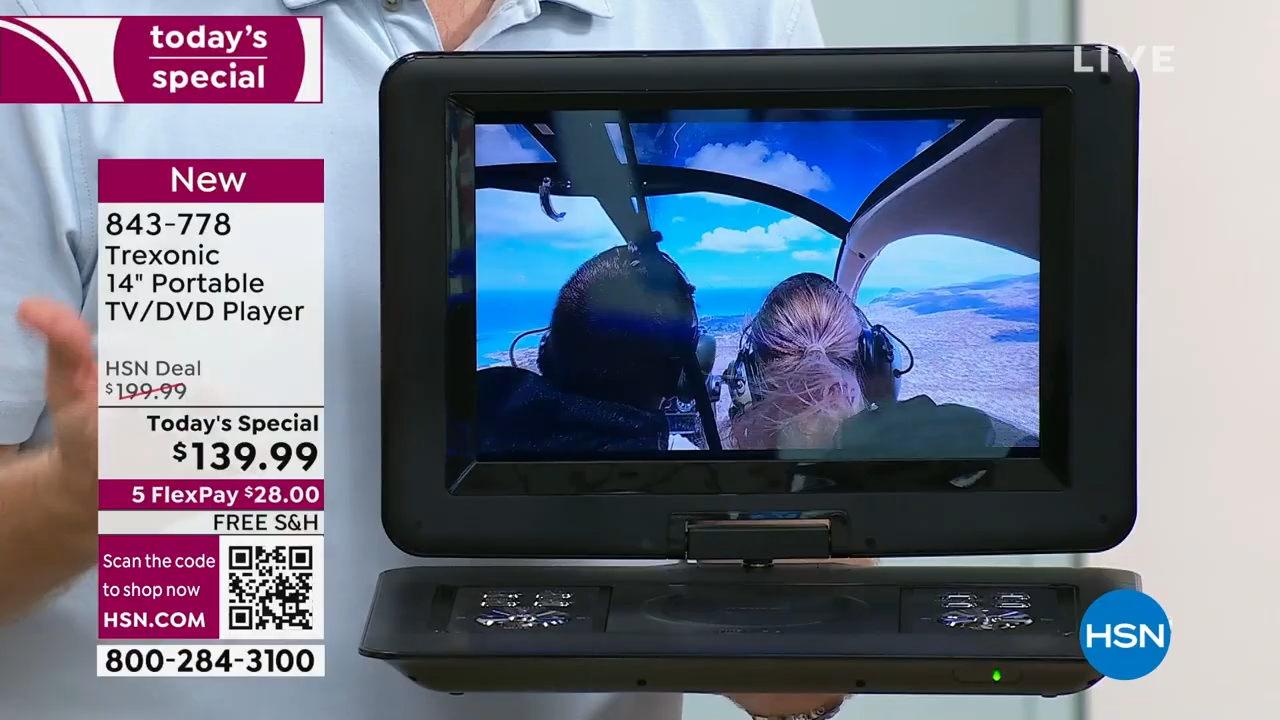 today's
special
LIVE
New
843-778
Trexonic
14" Portable
TV/DVD Player
HSN Deal
$199.99
Today's Special
$139.99
5 FlexPay $28.00
FREE S&H
Scan the code
to shop now
HSN.COM
800-284-3100
HSN